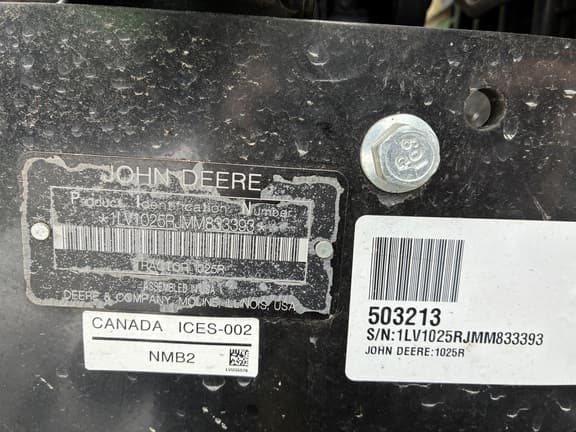 JOHN DEERE
Product Identification Number
*1LV1025RJMM833393*
TRACTOR 1025R
ASSEMBLED IN USA
DEERE & COMPANY MOLINE, ILLINOIS, USA
CANADA ICES-002
NMB2
503213
S/N:1LV1025RJMM833393
JOHN DEERE:1025R